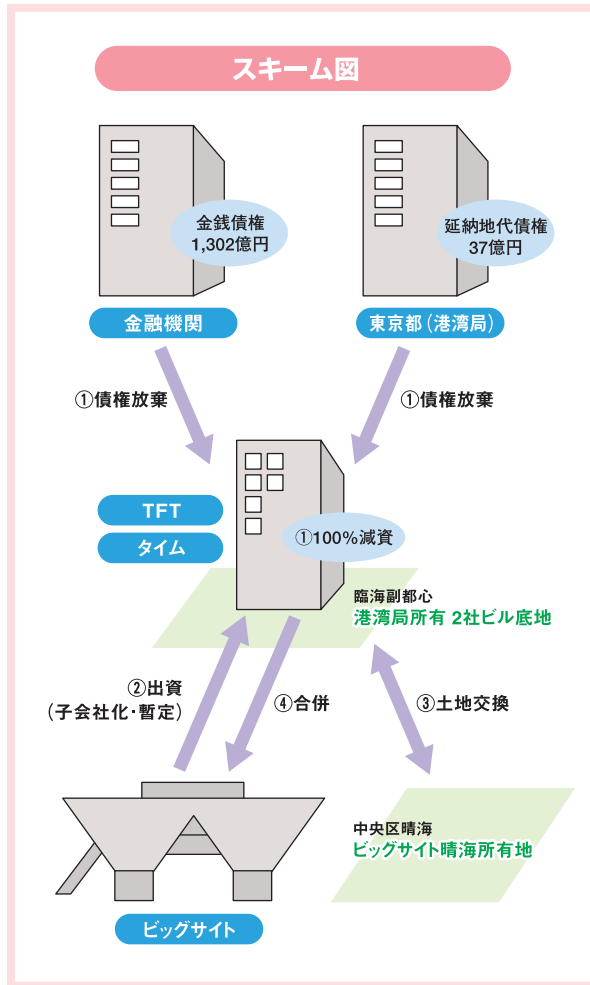 スキーム図
金銭債権
1,302億円
延納地代債権
37億円
金融機関
東京都（港湾局）
①債権放棄
①債権放棄
TFT
タイム
①100％減資
臨海副都心
港湾局所有 2社ビル底地
②出資
（子会社化・暫定）
④合併
③土地交換
中央区晴海
ビッグサイト晴海所有地
ビッグサイト